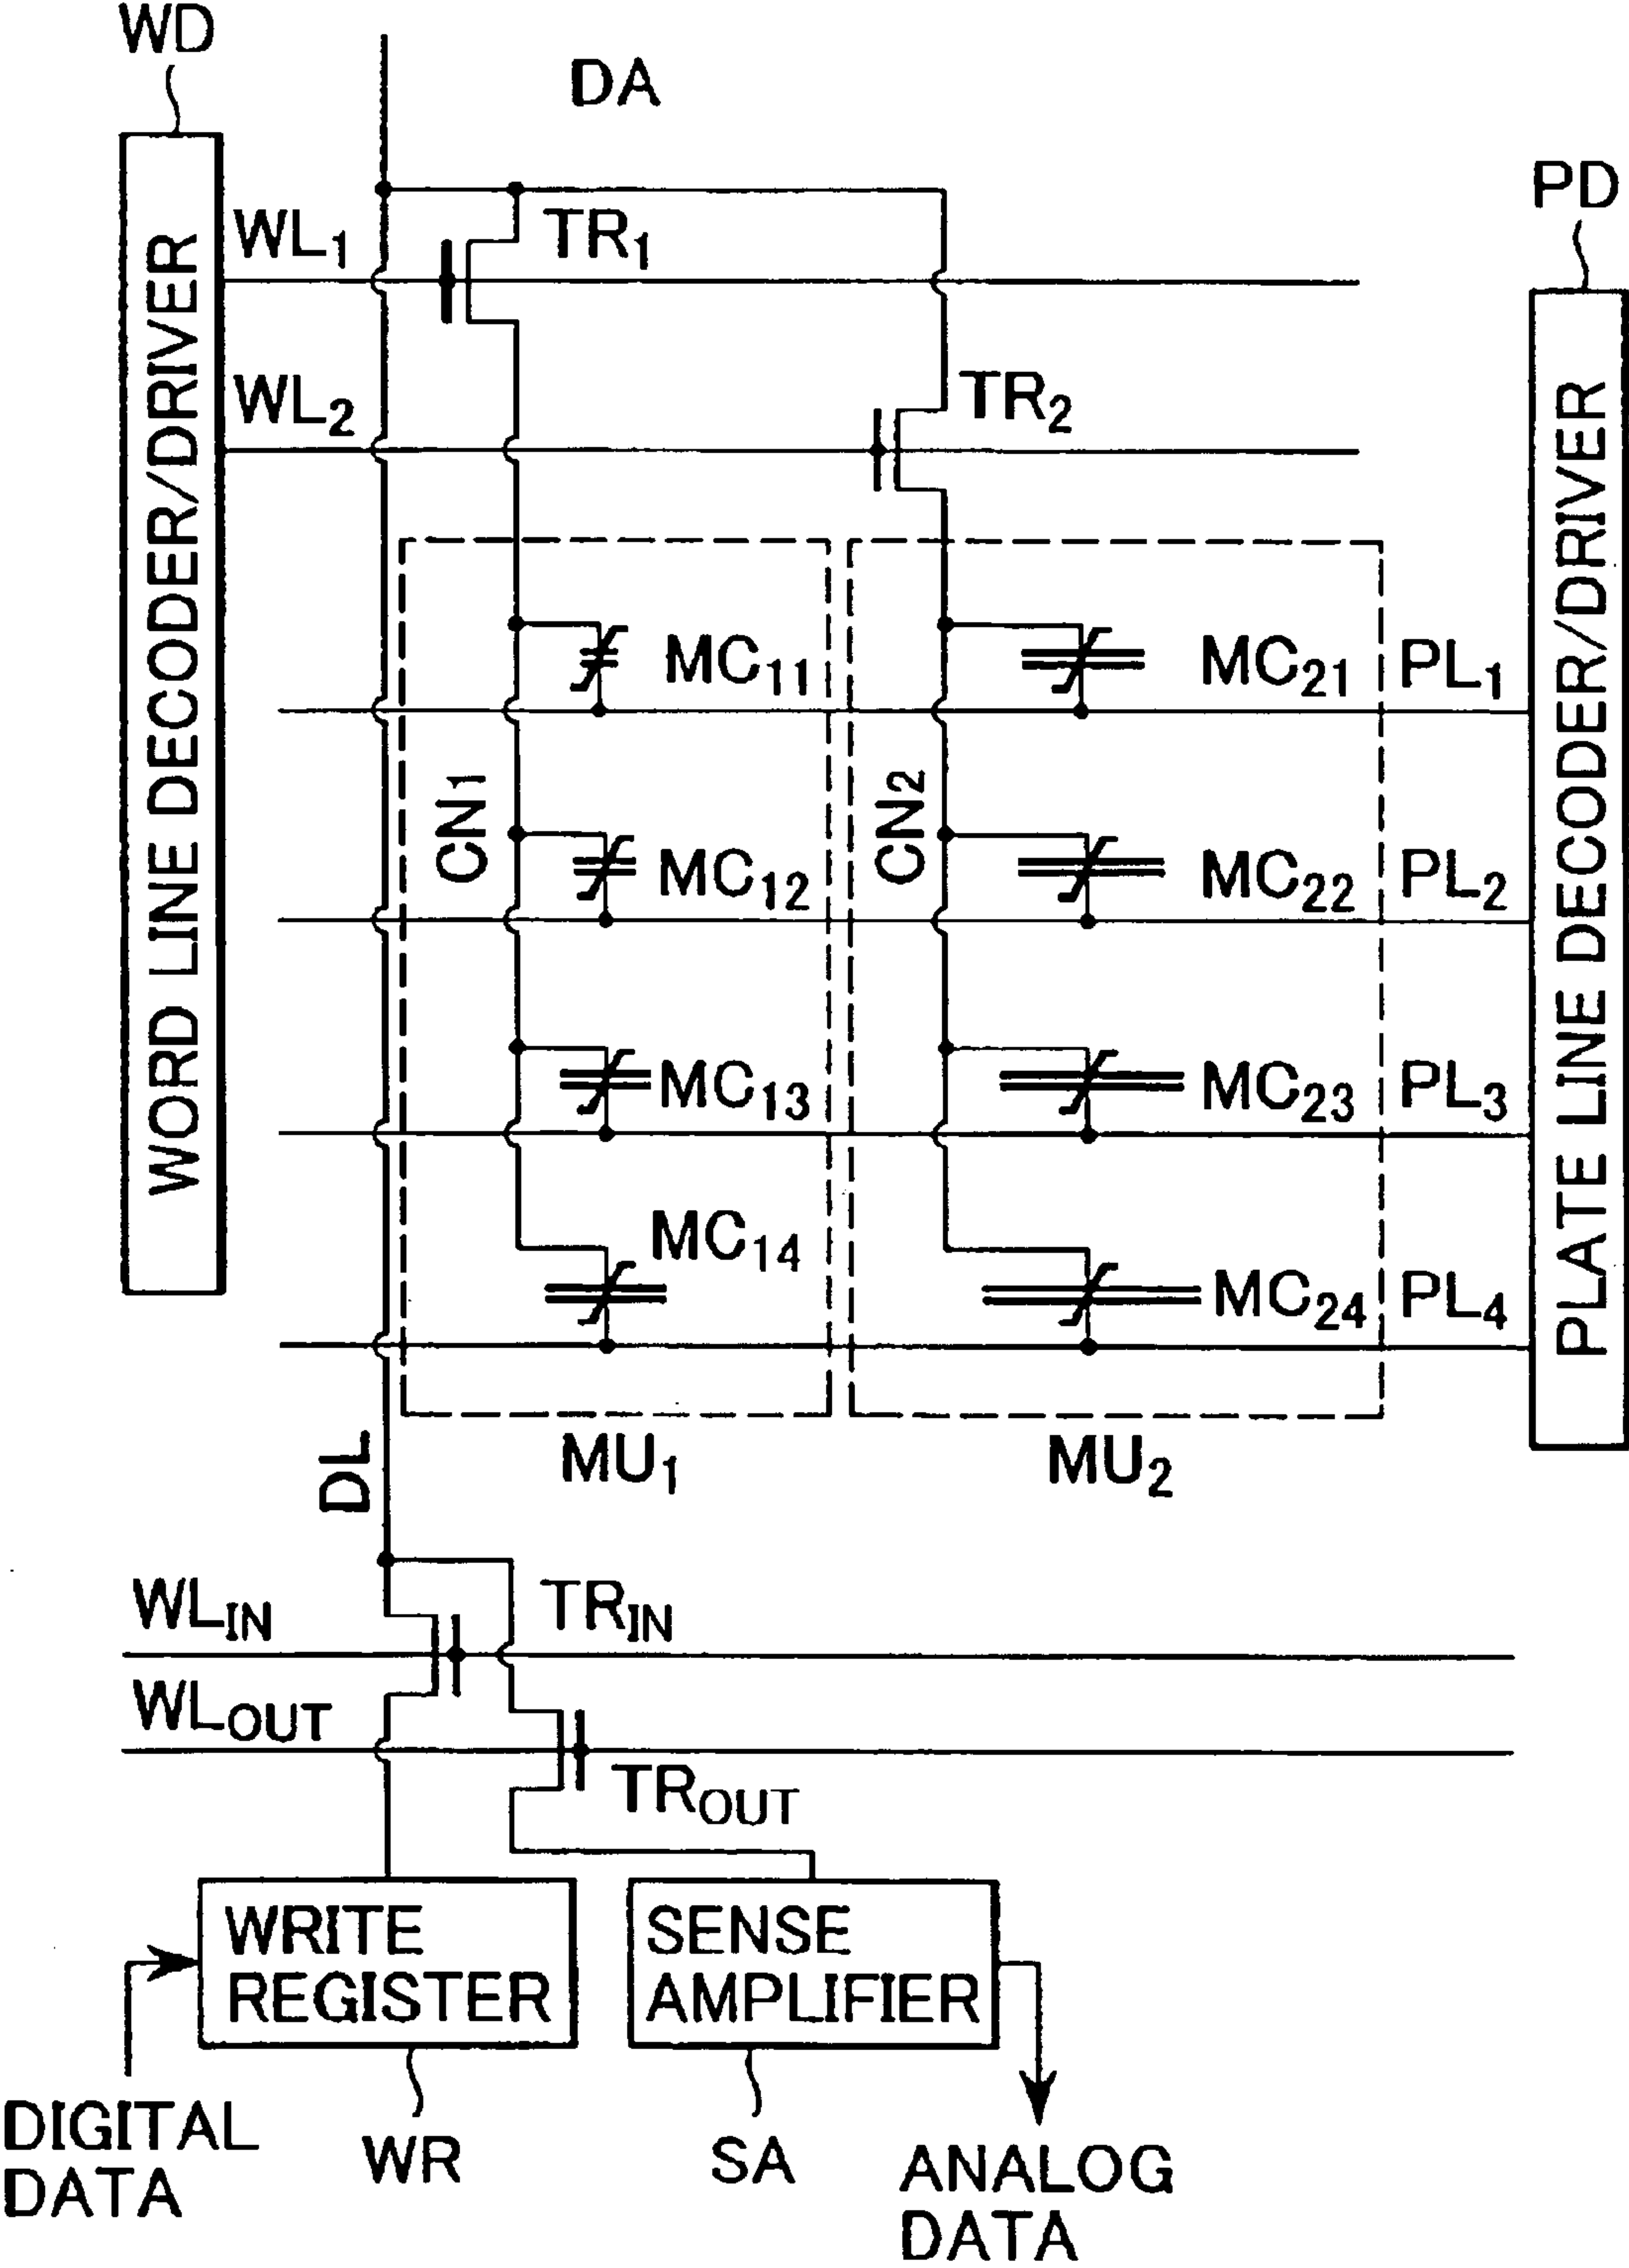 WD
DA
PD
WORD LINE DECODER/DRIVER
PLATE LINE DECODER/DRIVER
WL1
TR1
WL2
TR2
MC11
MC21
PL1
CN1
CN2
MC12
MC22
PL2
MC13
MC23
PL3
MC14
MC24
PL4
MU1
MU2
DL
WLIN
TRIN
WLOUT
TROUT
WRITE
REGISTER
SENSE
AMPLIFIER
DIGITAL
DATA
WR
SA
ANALOG
DATA